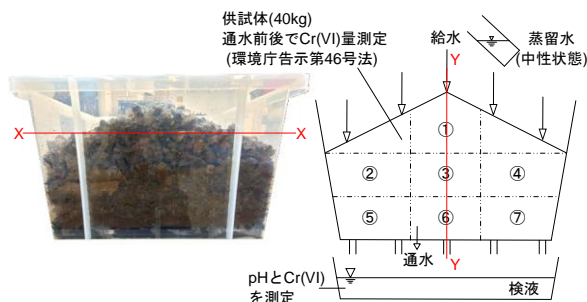 供試体(40kg)
通水前後でCr(VI)量測定
(環境庁告示第46号法)
給水
蒸留水
(中性状態)
Y
X
X
①
②
③
④
⑤
⑥
⑦
通水
Y
pHとCr(VI)
を測定
検液